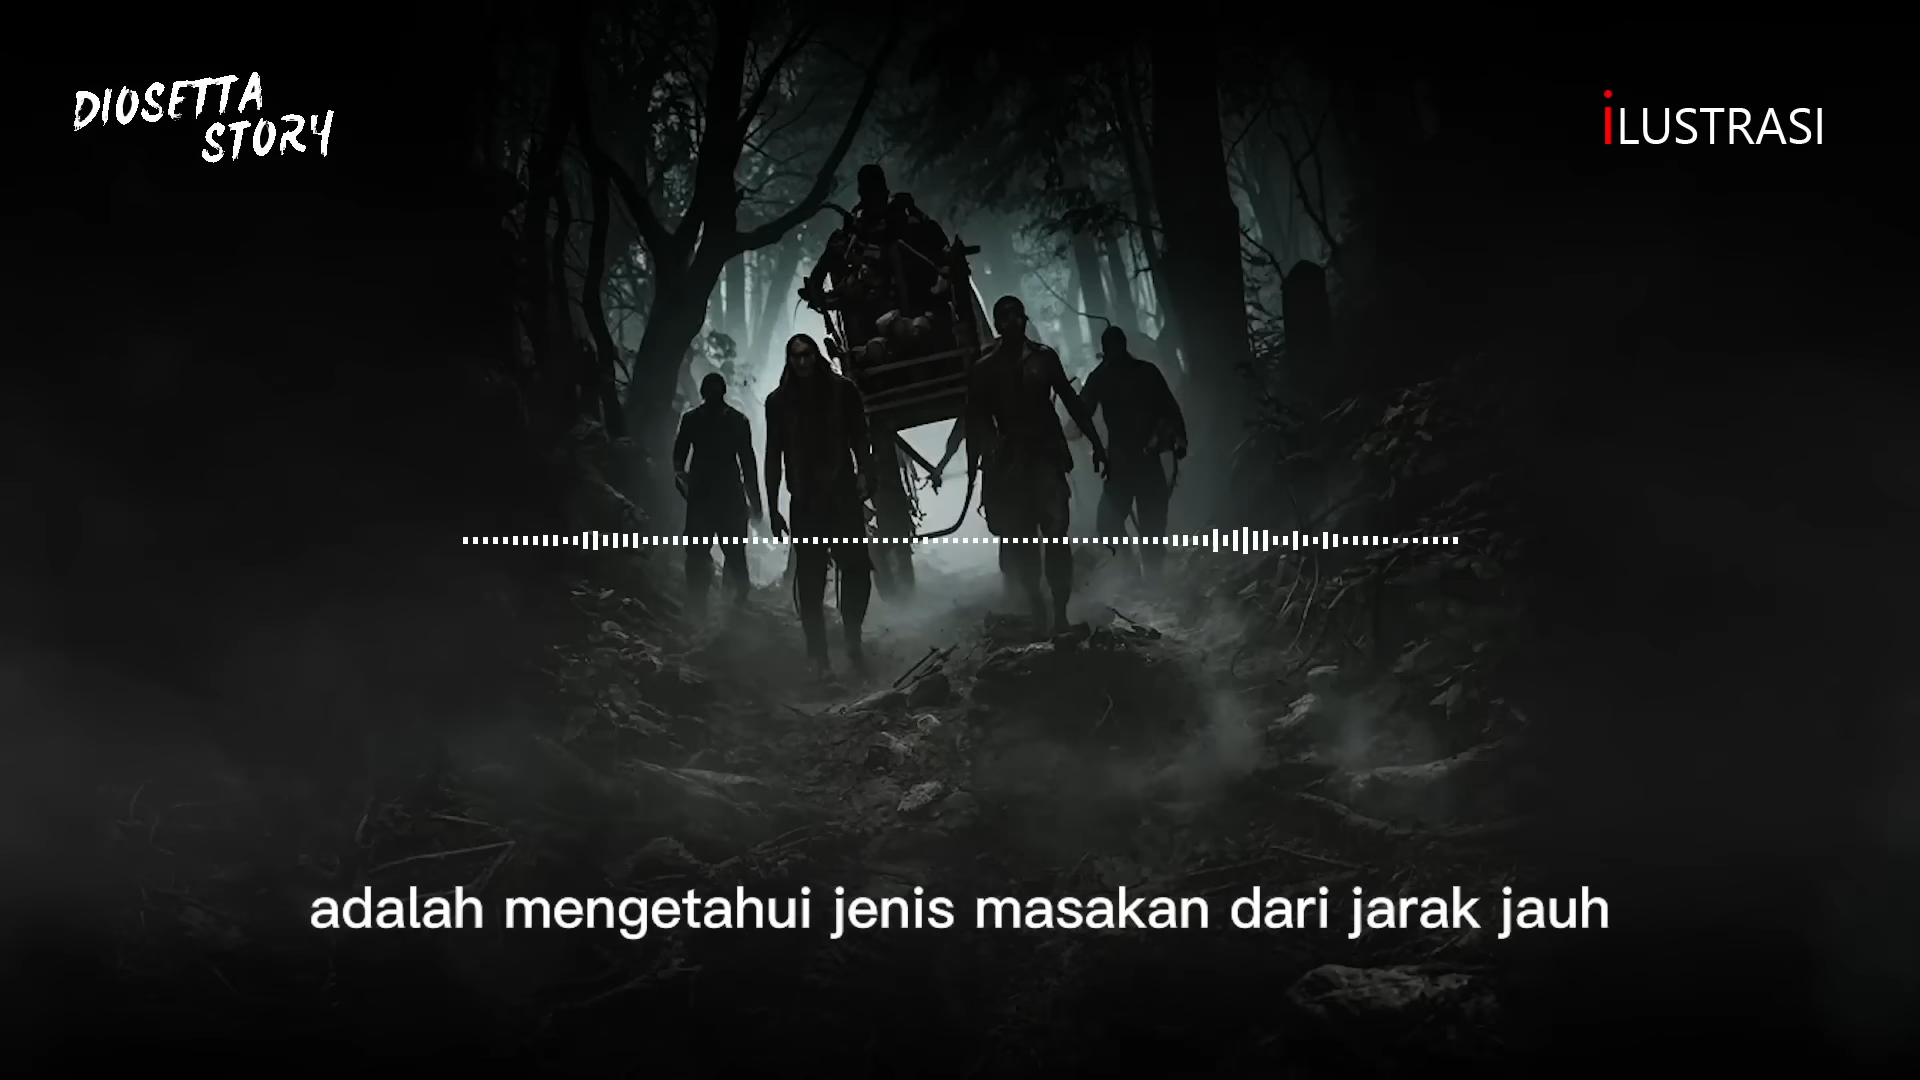 DIOSETTA
STORY
iLUSTRASI
adalah mengetahui jenis masakan dari jarak jauh